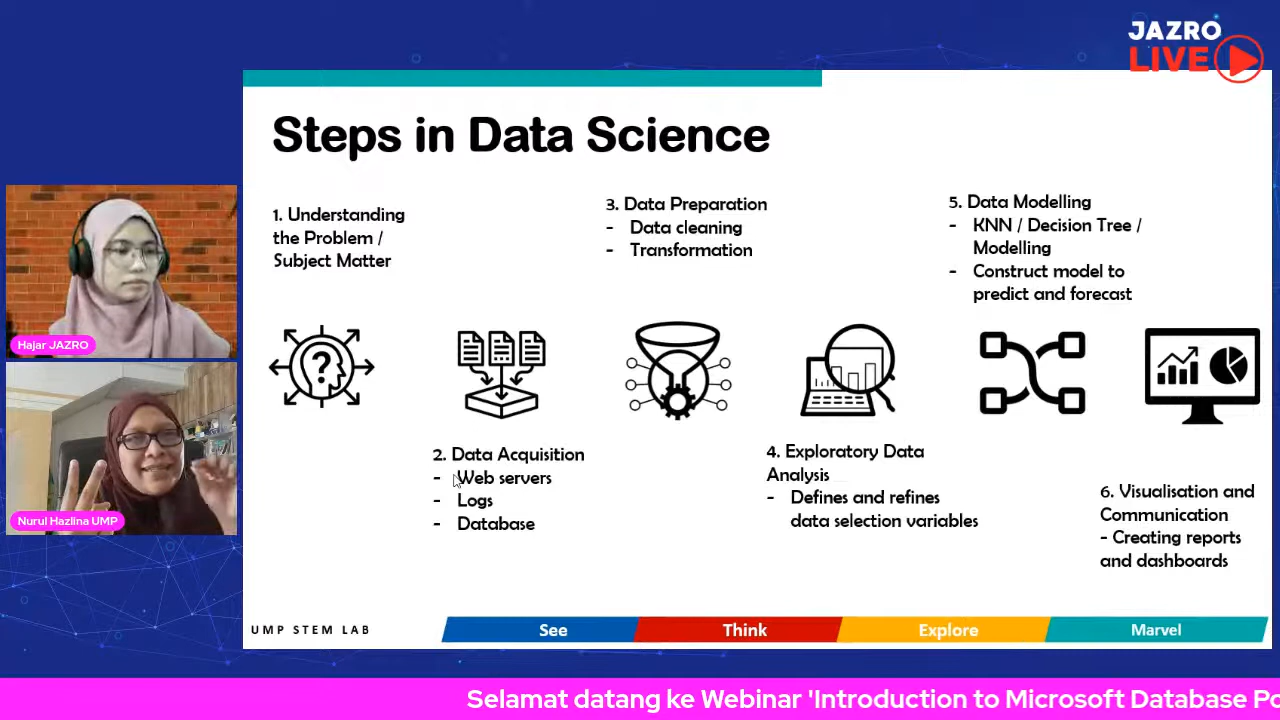 JAZRO
LIVE
Steps in Data Science
1. Understanding
the Problem /
Subject Matter
2. Data Acquisition
- Web servers
- Logs
- Database
3. Data Preparation
- Data cleaning
- Transformation
4. Exploratory Data
Analysis
- Defines and refines
data selection variables
5. Data Modelling
- KNN / Decision Tree /
Modelling
- Construct model to
predict and forecast
6. Visualisation and
Communication
- Creating reports
and dashboards
Hajar JAZRO
Nurul Hazlina UMP
UMP STEM LAB
See
Think
Explore
Marvel
Selamat datang ke Webinar 'Introduction to Microsoft Database Po